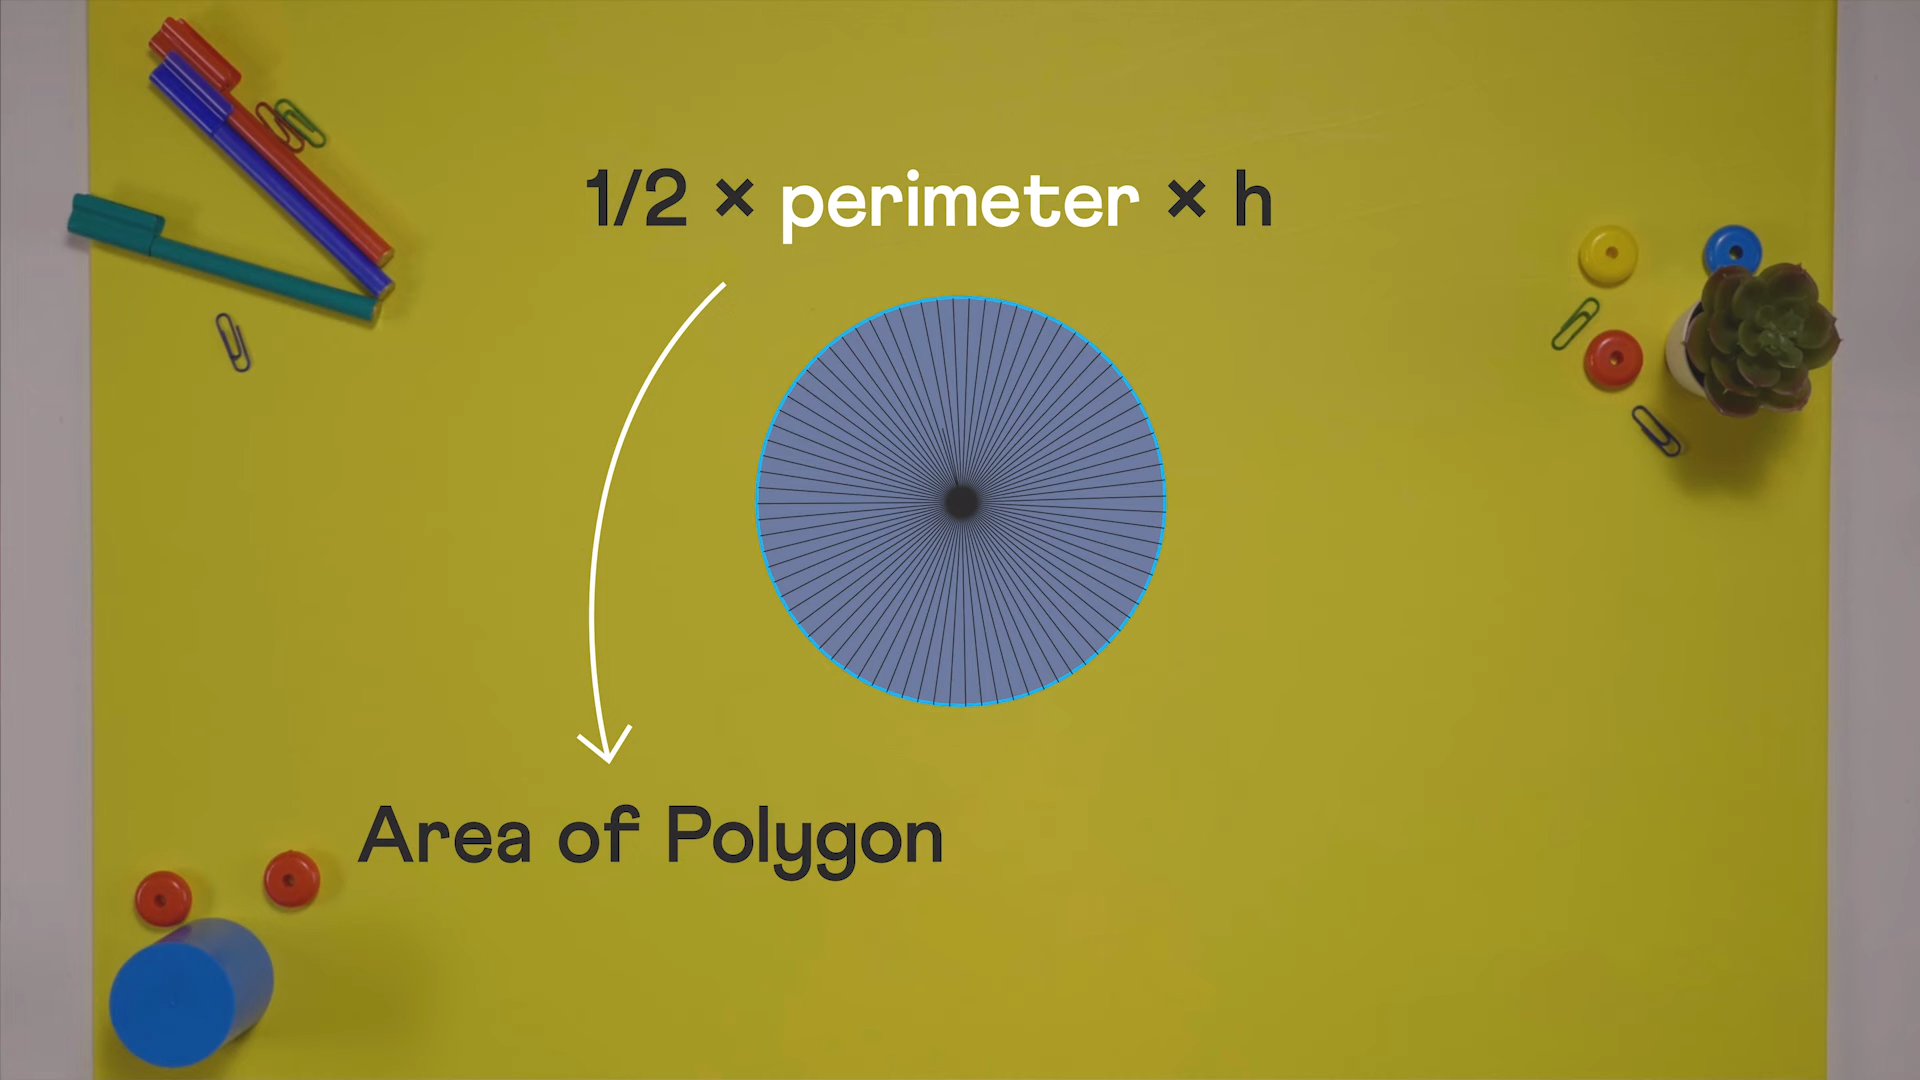 1/2 × perimeter × h
Area of Polygon